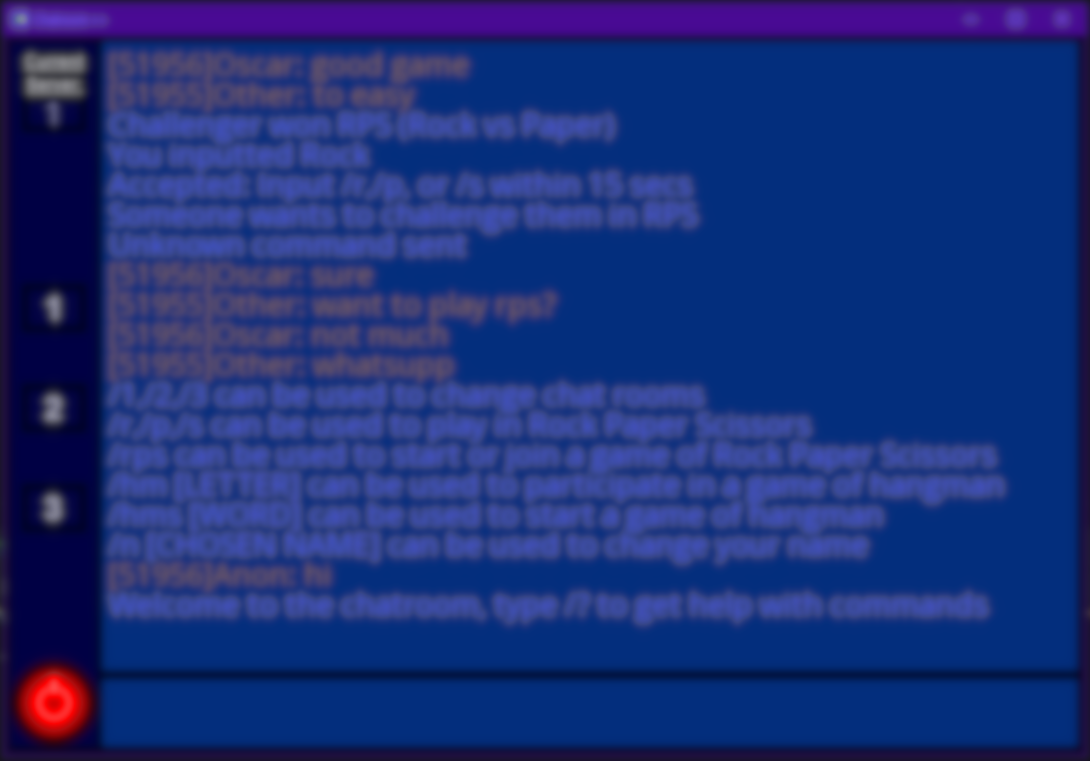 Current
Room:
1
[51956]Oscar: good game
[51955]Other: to easy
Challenger won RPS (Rock vs Paper)
You inputted Rock
Accepted: Input /r,/p, or /s within 15 secs
Someone wants to challenge them in RPS
Unknown command sent
[51956]Oscar: sure
1
[51955]Other: want to play rps?
[51956]Oscar: not much
[51955]Other: whatsupp
/1,/2,/3 can be used to change chat rooms
2
/r,/p,/s can be used to play in Rock Paper Scissors
/rps can be used to start or join a game of Rock Paper Scissors
/hm [LETTER] can be used to participate in a game of hangman
3
/hms [WORD] can be used to start a game of hangman
/n [CHOSEN NAME] can be used to change your name
[51956]Anon: hi
Welcome to the chatroom, type /? to get help with commands